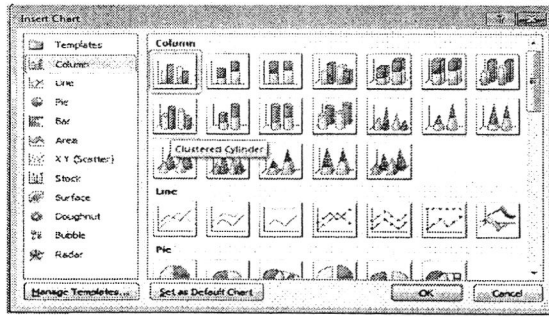 Insert Chart
Templates
Column
Line
Pie
Bar
Area
X Y (Scatter)
Stock
Surface
Doughnut
Bubble
Radar
Column
Clustered Cylinder
Line
Pie
Manage Templates...
Set as Default Chart
OK
Cancel